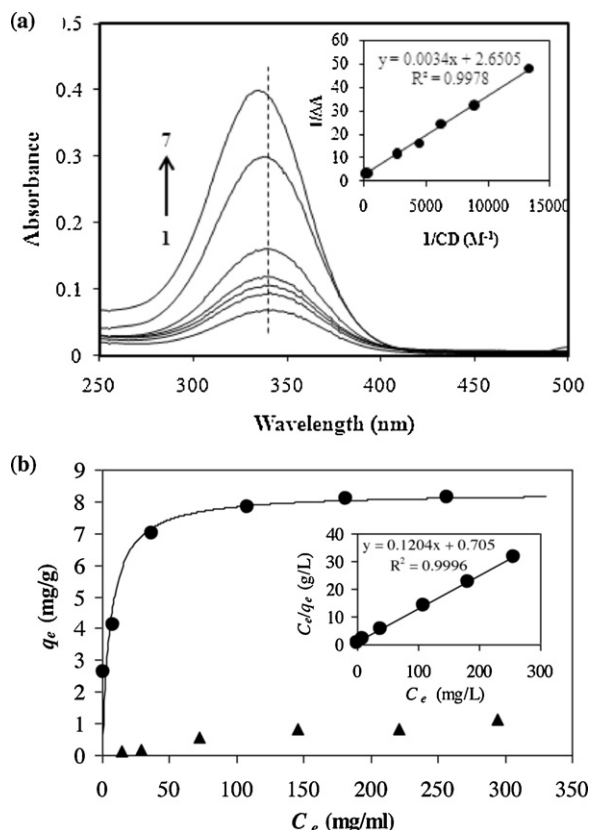 (a)
0.5
0.4
0.3
0.2
0.1
0
Absorbance
7
1
250 300 350 400 450 500
Wavelength (nm)
60
50
40
30
20
10
0
1/ΔA
y = 0.0034x + 2.6505
R² = 0.9978
0 5000 10000 15000
1/CD (M⁻¹)
(b)
9
8
7
6
5
4
3
2
1
0
qe (mg/g)
0 50 100 150 200 250 300 350
C e (mg/ml)
40
30
20
10
0
Ce/qe (g/L)
y = 0.1204x + 0.705
R² = 0.9996
0 100 200 300
C e (mg/L)